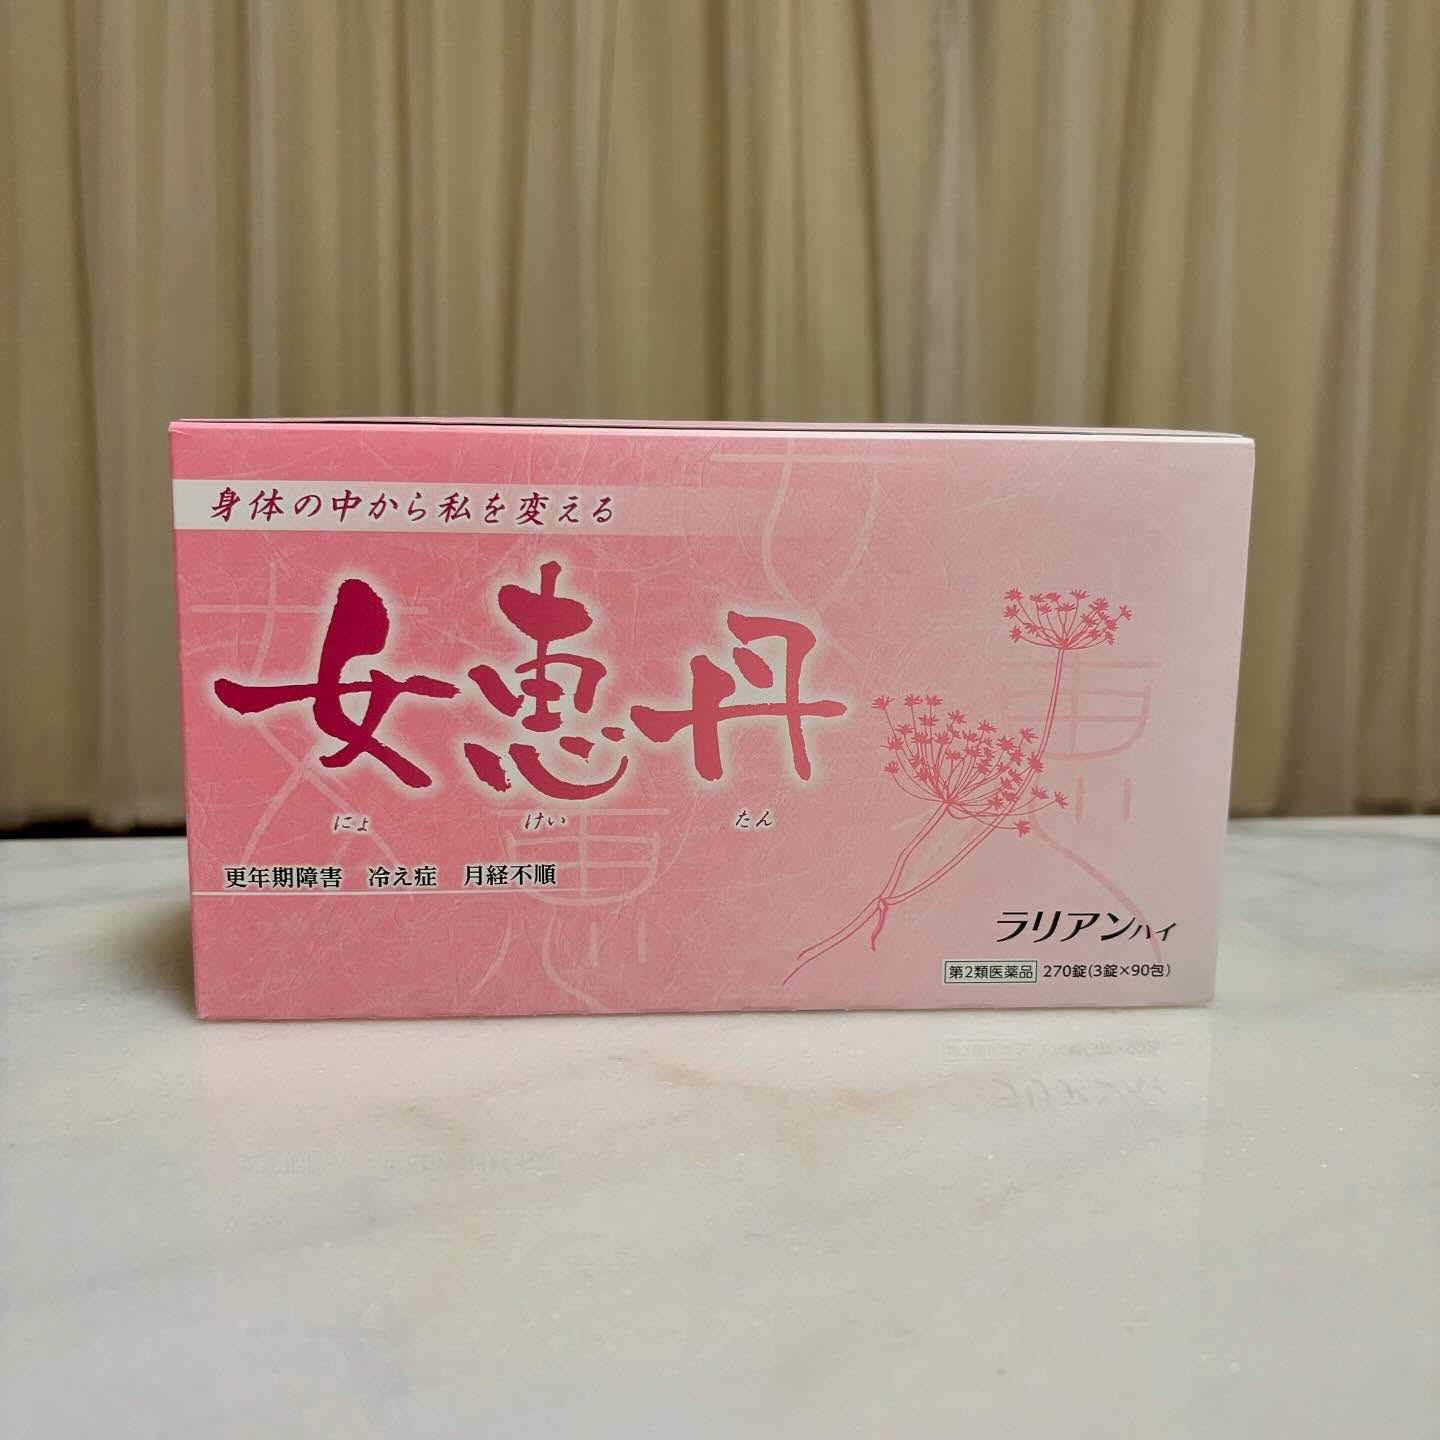 身体の中から私を変える
女恵丹
にょ けい たん
更年期障害 冷え症 月経不順
ラリアンハイ
第2類医薬品 270錠(3錠×90包)